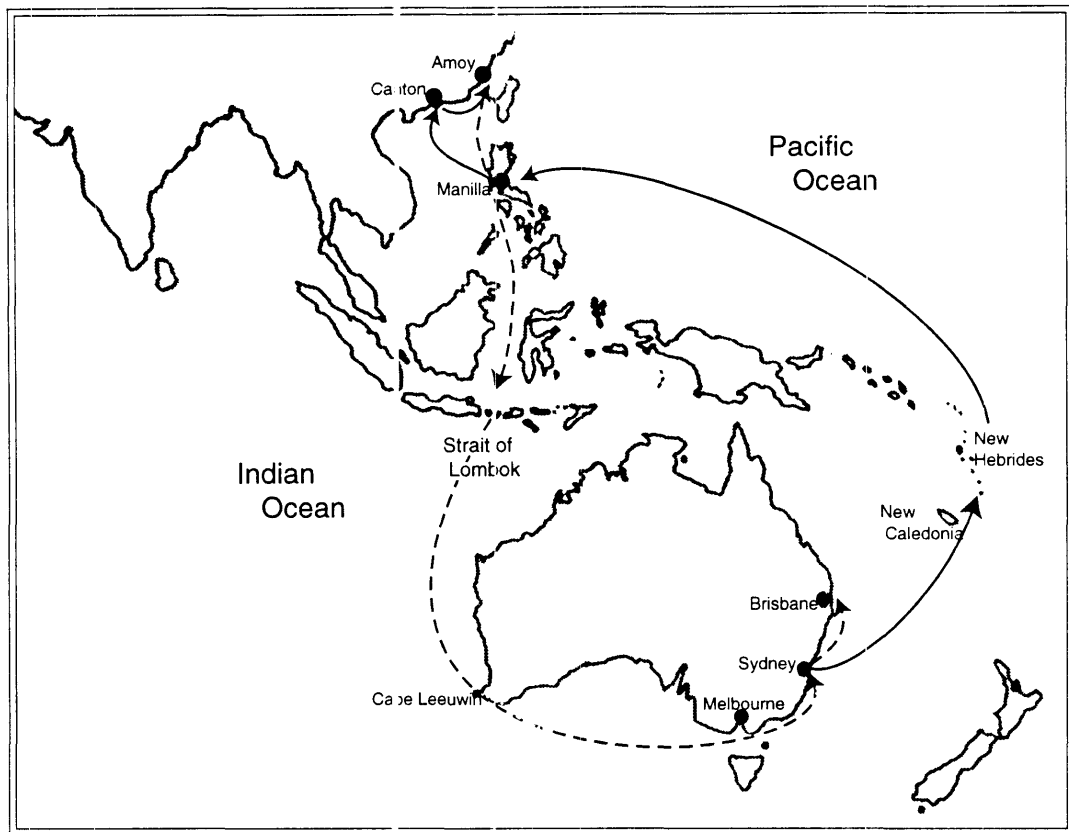 Amoy
Canton
Pacific
Ocean
Manilla
Strait of
Lombok
New
Hebrides
Indian
Ocean
New
Caledonia
Brisbane
Sydney
Cape Leeuwin
Melbourne